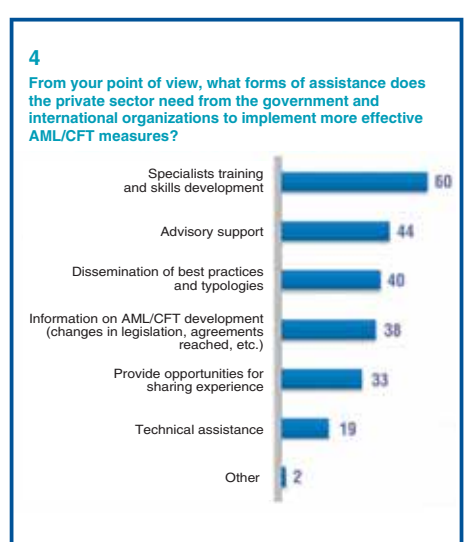 4
From your point of view, what forms of assistance does
the private sector need from the government and
international organizations to implement more effective
AML/CFT measures?
Specialists training
and skills development
60
Advisory support
44
Dissemination of best practices
and typologies
40
Information on AML/CFT development
(changes in legislation, agreements
reached, etc.)
38
Provide opportunities for
sharing experience
33
Technical assistance
19
Other
2